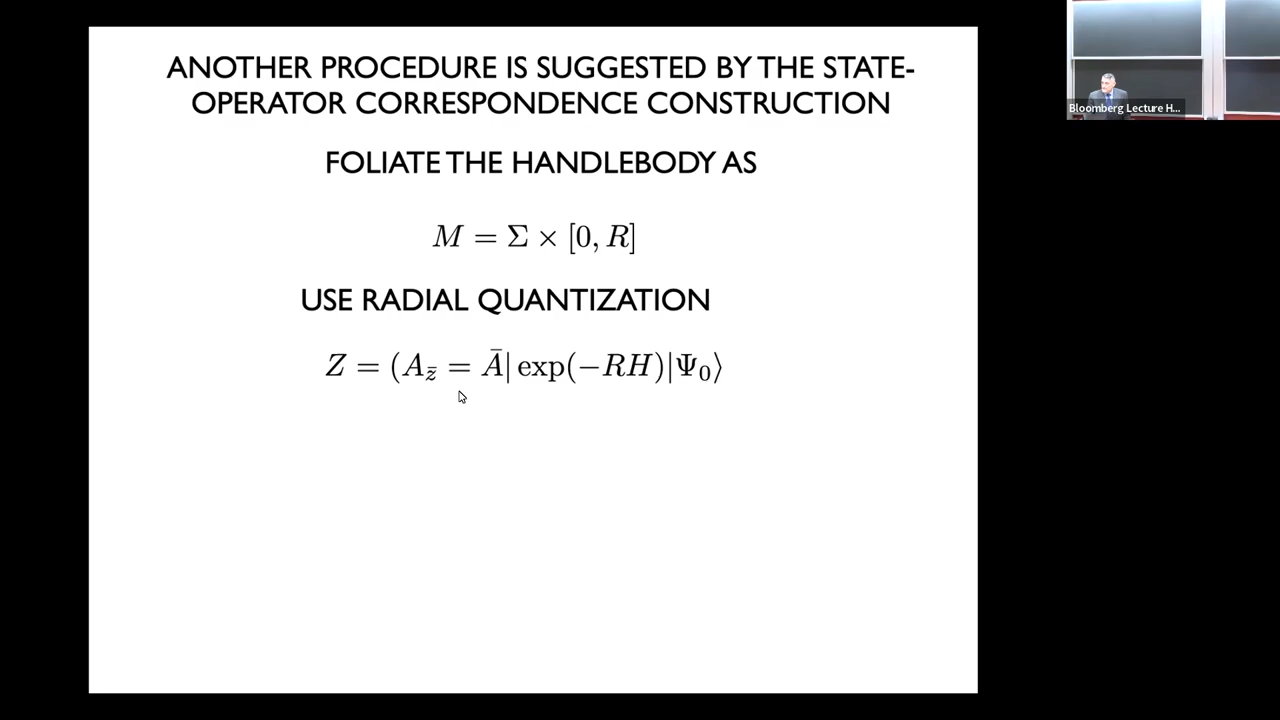 ANOTHER PROCEDURE IS SUGGESTED BY THE STATE-
OPERATOR CORRESPONDENCE CONSTRUCTION
FOLIATE THE HANDLEBODY AS
M = Σ × [0, R]
USE RADIAL QUANTIZATION
Z = (A_{z̄} = Ā| exp(−RH)|Ψ₀⟩
Bloomberg Lecture H...